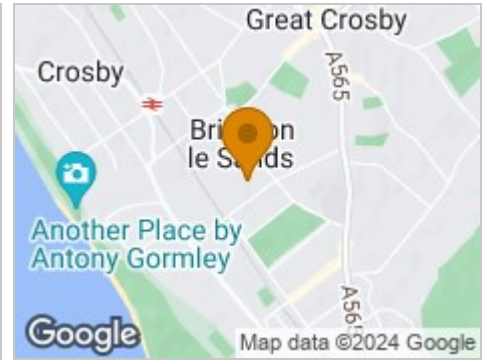 Great Crosby
A565
Crosby
le Sands
Another Place by
Antony Gormley
A565
Google
Map data ©2024 Google